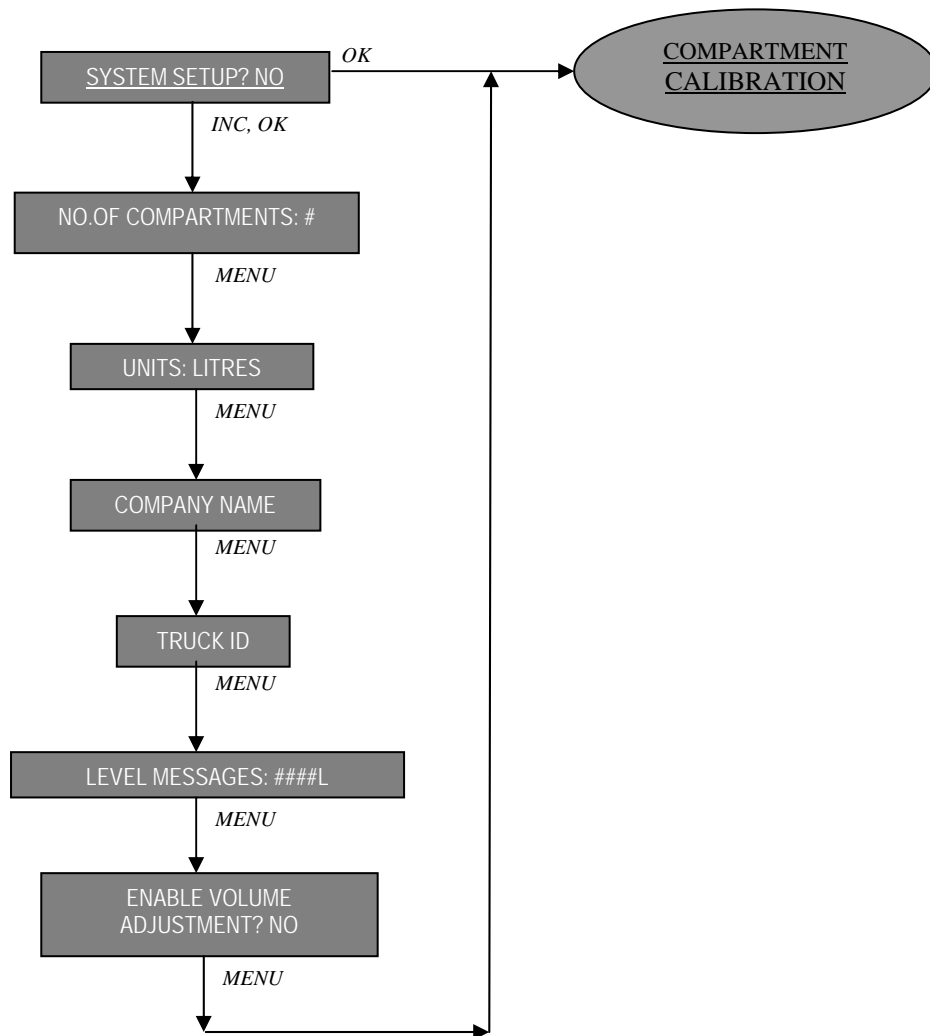 SYSTEM SETUP? NO
OK
COMPARTMENT
CALIBRATION
INC, OK
NO.OF COMPARTMENTS: #
MENU
UNITS: LITRES
MENU
COMPANY NAME
MENU
TRUCK ID
MENU
LEVEL MESSAGES: ####L
MENU
ENABLE VOLUME
ADJUSTMENT? NO
MENU